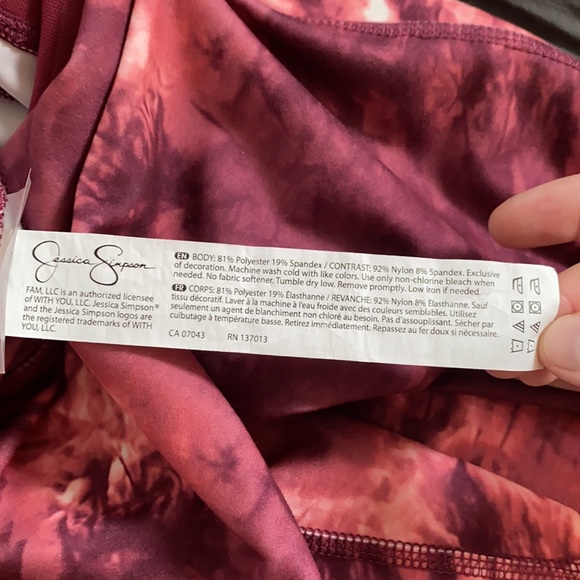 Jessica Simpson
FAM, LLC is an authorized licensee
of WITH YOU, LLC. Jessica Simpson®
and the Jessica Simpson logos are
the registered trademarks of WITH
YOU, LLC.
EN BODY: 81% Polyester 19% Spandex / CONTRAST: 92% Nylon 8% Spandex. Exclusive
of decoration. Machine wash cold with like colors. Use only non-chlorine bleach when
needed. No fabric softener. Tumble dry low. Remove promptly. Low iron if needed.
FR CORPS: 81% Polyester 19% Élasthanne / REVANCHE: 92% Nylon 8% Élasthanne. Sauf
tissu décoratif. Laver à la machine à l'eau froide avec des couleurs semblables. Utilisez
seulement un agent de blanchiment non chloré au besoin. Pas d'assouplissant. Sécher par
culbutage à température basse. Retirez immédiatement. Repassez au fer doux si nécessaire.
CA 07043 RN 137013